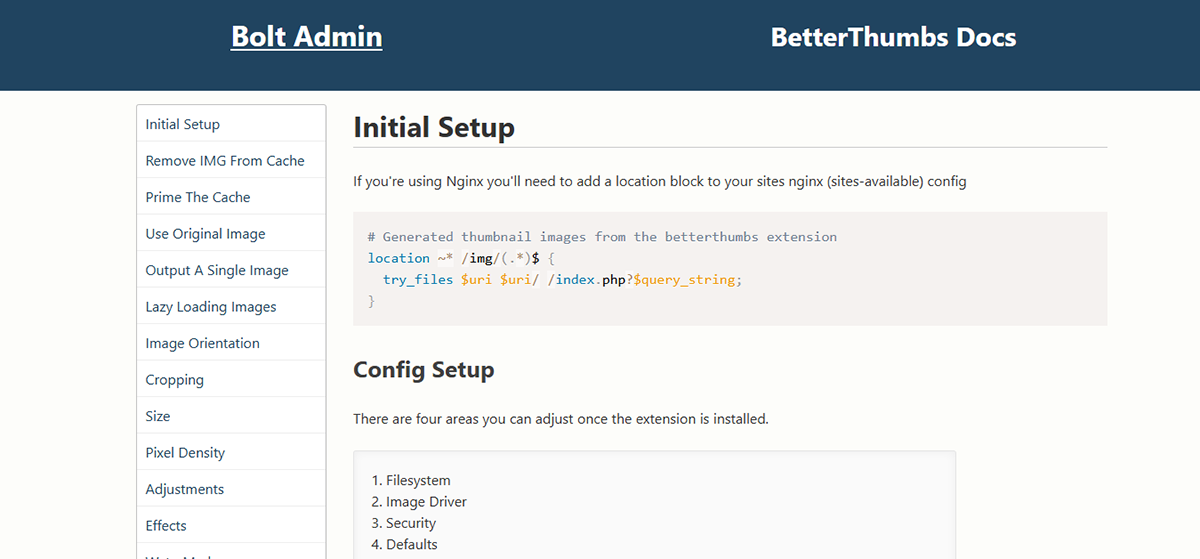 Bolt Admin
BetterThumbs Docs
Initial Setup
Remove IMG From Cache
Prime The Cache
Use Original Image
Output A Single Image
Lazy Loading Images
Image Orientation
Cropping
Size
Pixel Density
Adjustments
Effects
Initial Setup
If you're using Nginx you'll need to add a location block to your sites nginx (sites-available) config
# Generated thumbnail images from the betterthumbs extension
location ~* /img/(.*)$ {
  try_files $uri $uri/ /index.php?$query_string;
}
Config Setup
There are four areas you can adjust once the extension is installed.
1. Filesystem
2. Image Driver
3. Security
4. Defaults